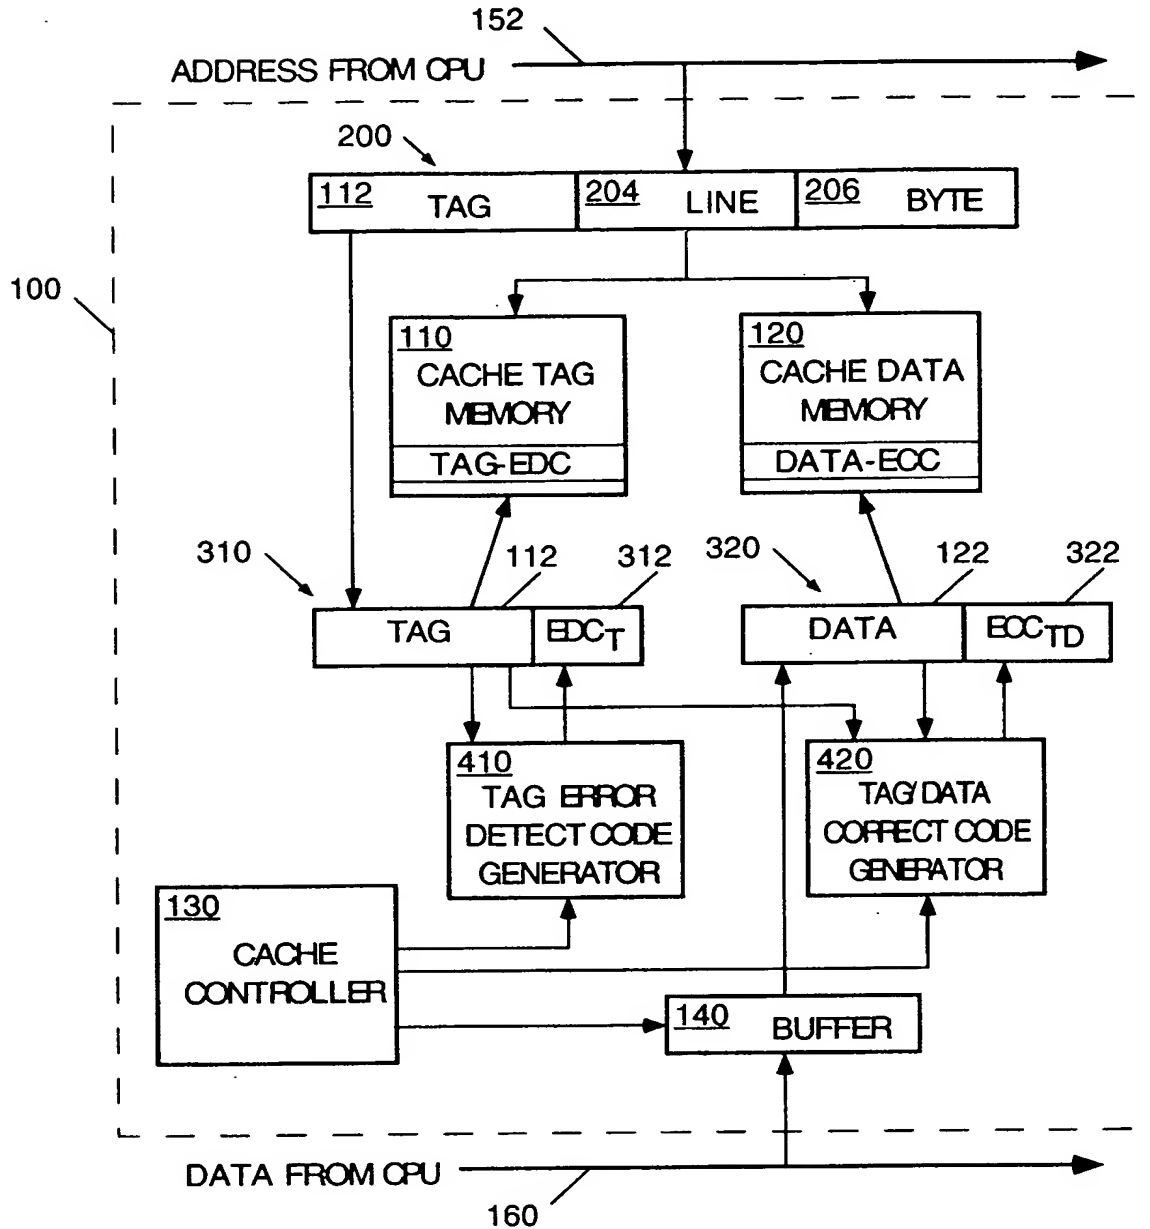 152
ADDRESS FROM CPU
200
112 TAG 204 LINE 206 BYTE
100
110
CACHE TAG
MEMORY
TAG-EDC
120
CACHE DATA
MEMORY
DATA-ECC
310
112
312
320
122
322
TAG
EDCT
DATA
ECCTD
410
TAG ERROR
DETECT CODE
GENERATOR
420
TAG/DATA
CORRECT CODE
GENERATOR
130
CACHE
CONTROLLER
140 BUFFER
DATA FROM CPU
160